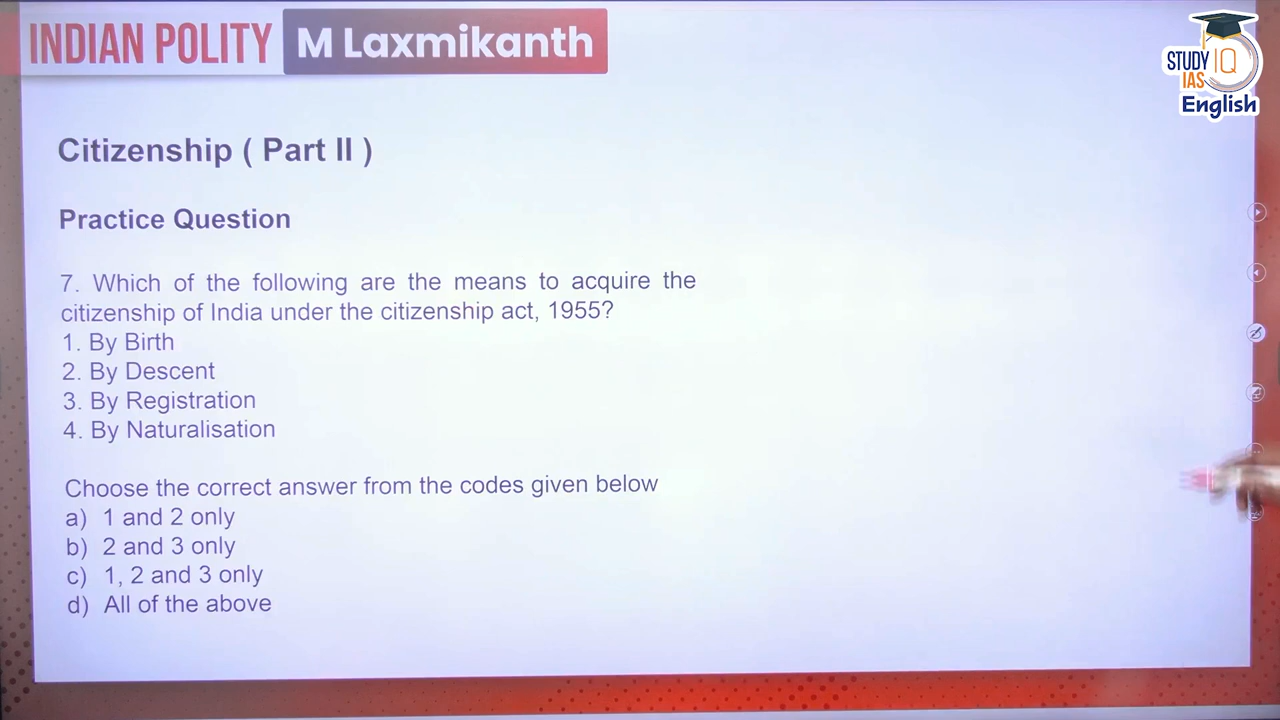 INDIAN POLITY M Laxmikanth
STUDY IQ
IAS
English
Citizenship ( Part II )
Practice Question
7. Which of the following are the means to acquire the
citizenship of India under the citizenship act, 1955?
1. By Birth
2. By Descent
3. By Registration
4. By Naturalisation
Choose the correct answer from the codes given below
a) 1 and 2 only
b) 2 and 3 only
c) 1, 2 and 3 only
d) All of the above